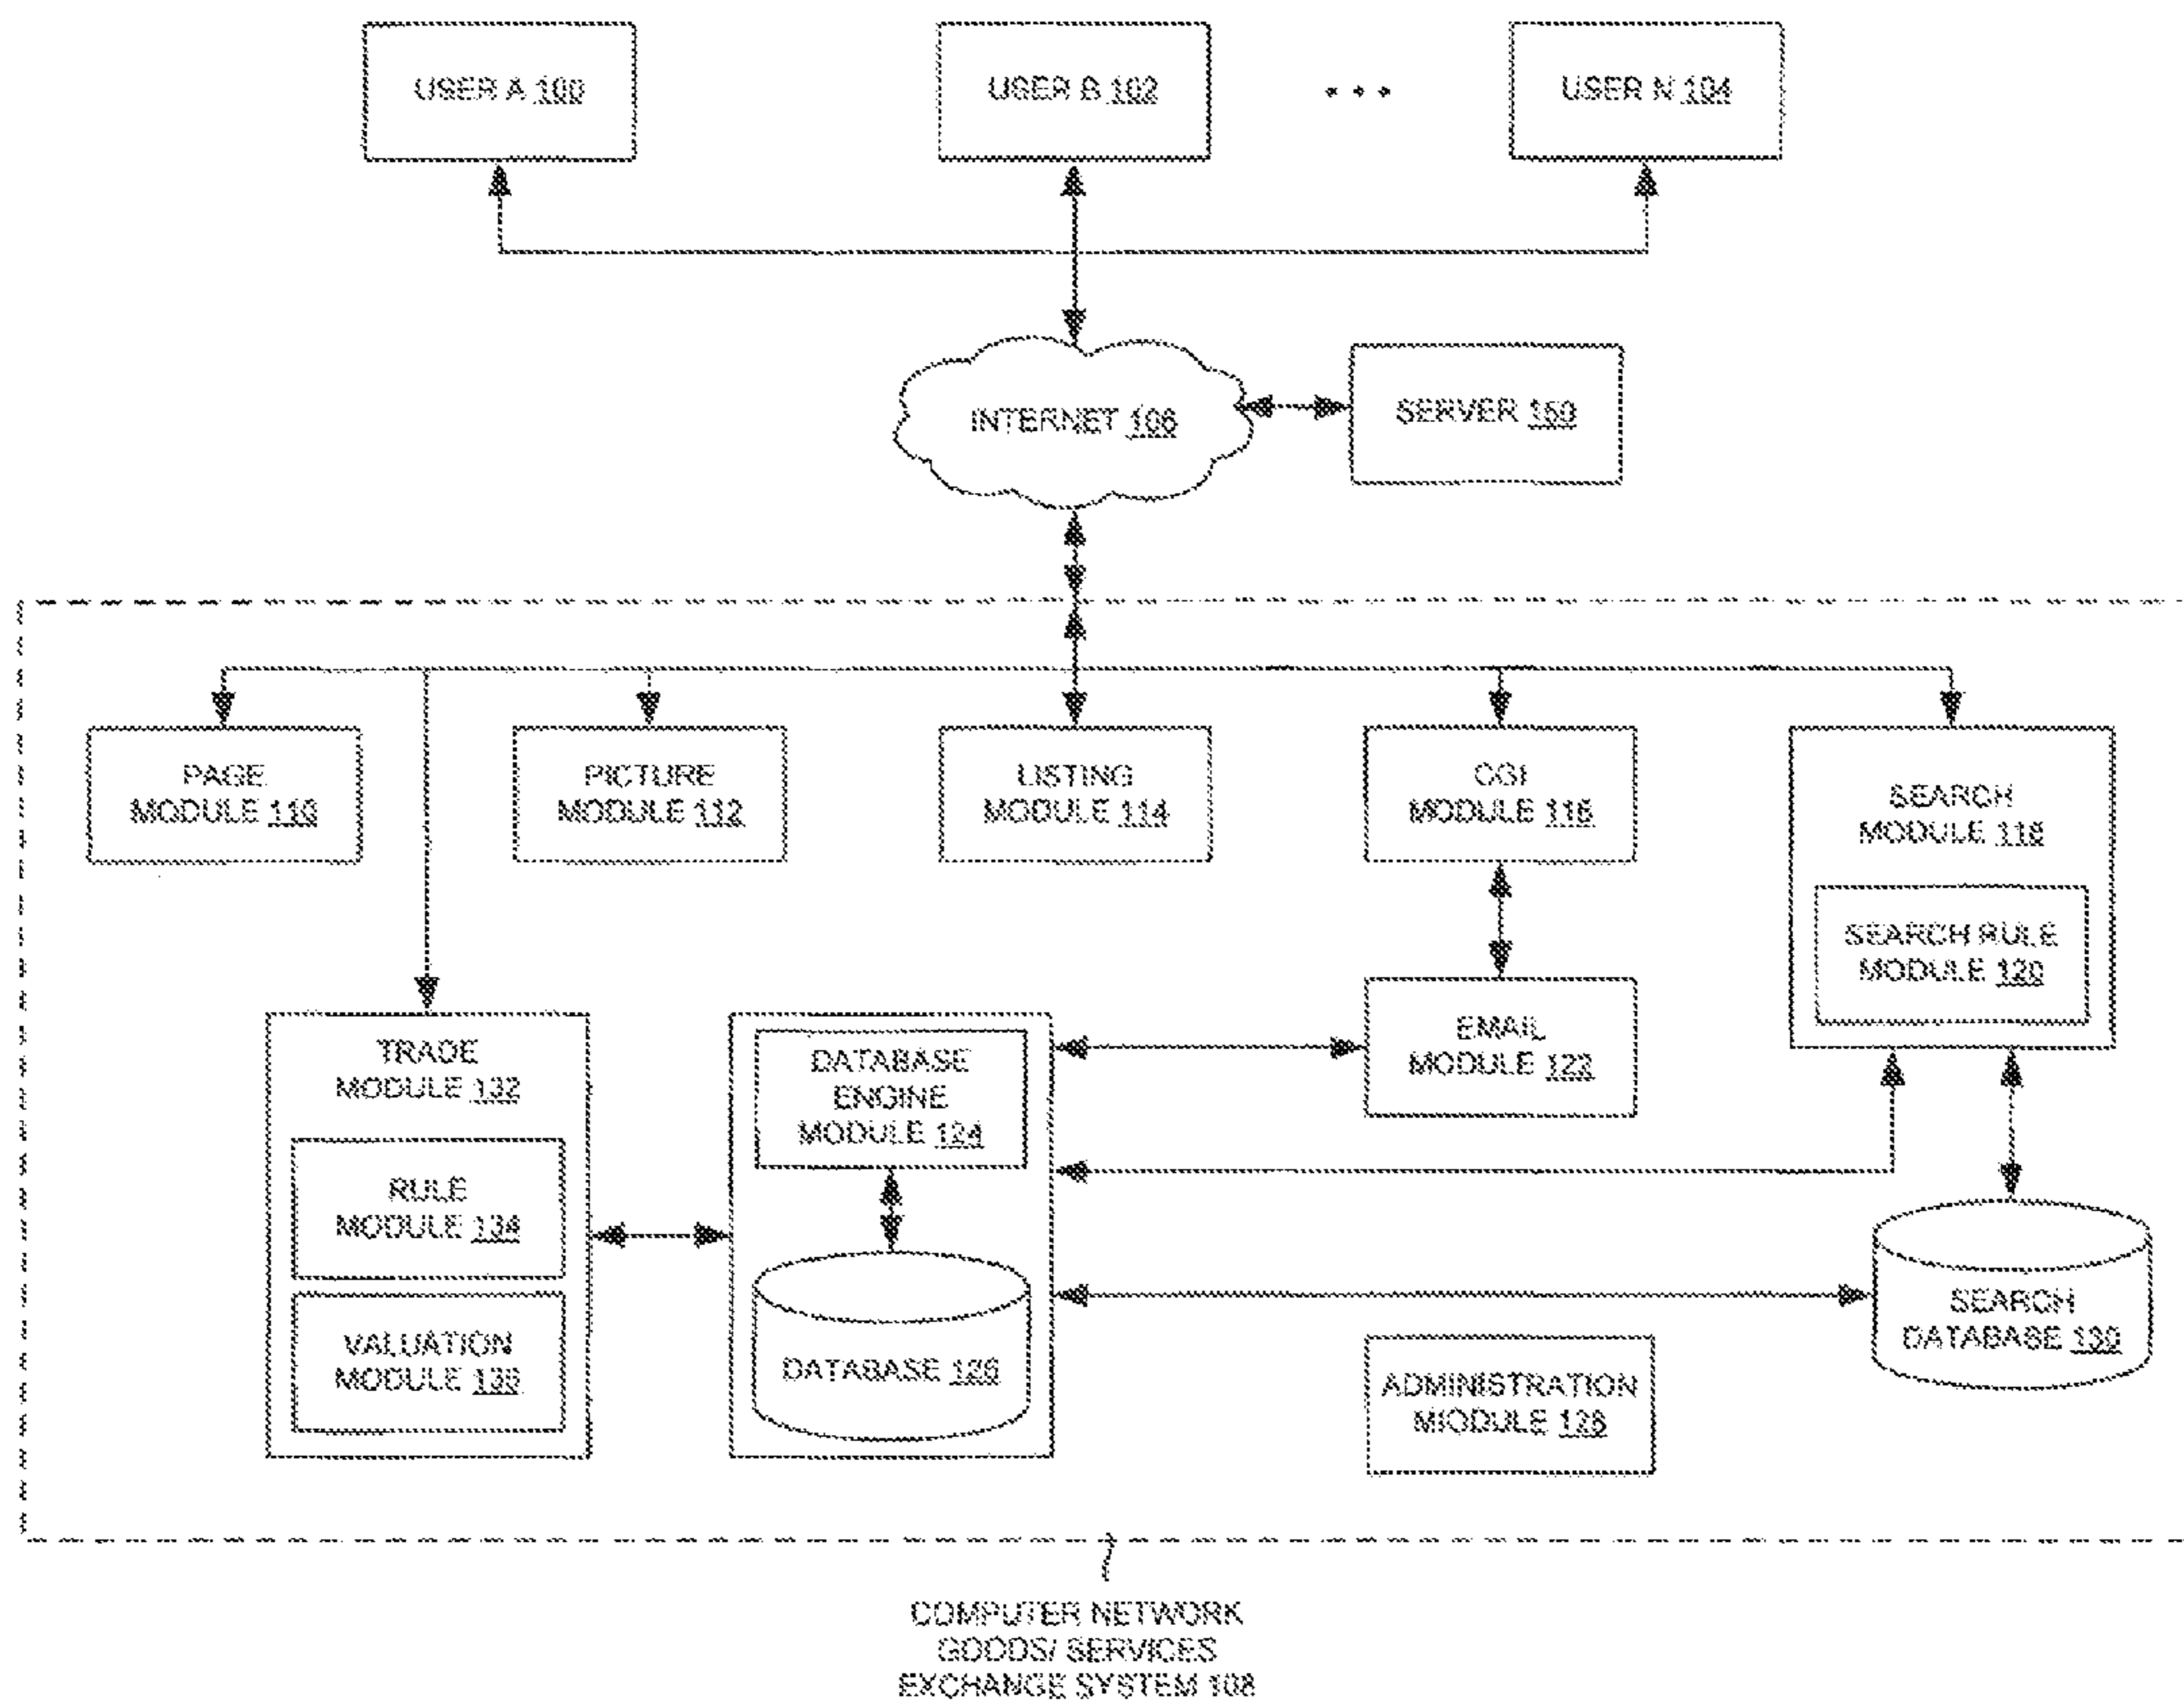 USER A 100
USER B 102
• • •
USER N 104
INTERNET 106
SERVER 150
PAGE
MODULE 110
PICTURE
MODULE 112
LISTING
MODULE 114
CGI
MODULE 116
SEARCH
MODULE 118
SEARCH RULE
MODULE 120
TRADE
MODULE 132
RULE
MODULE 134
VALUATION
MODULE
DATABASE
ENGINE
MODULE 124
DATABASE 126
EMAIL
MODULE 122
ADMINISTRATION
MIODULE 128
SEARCH
DATABASE 130
COMPUTER NETWORK
GOODS/ SERVICES
EXCHANGE SYSTEM 108